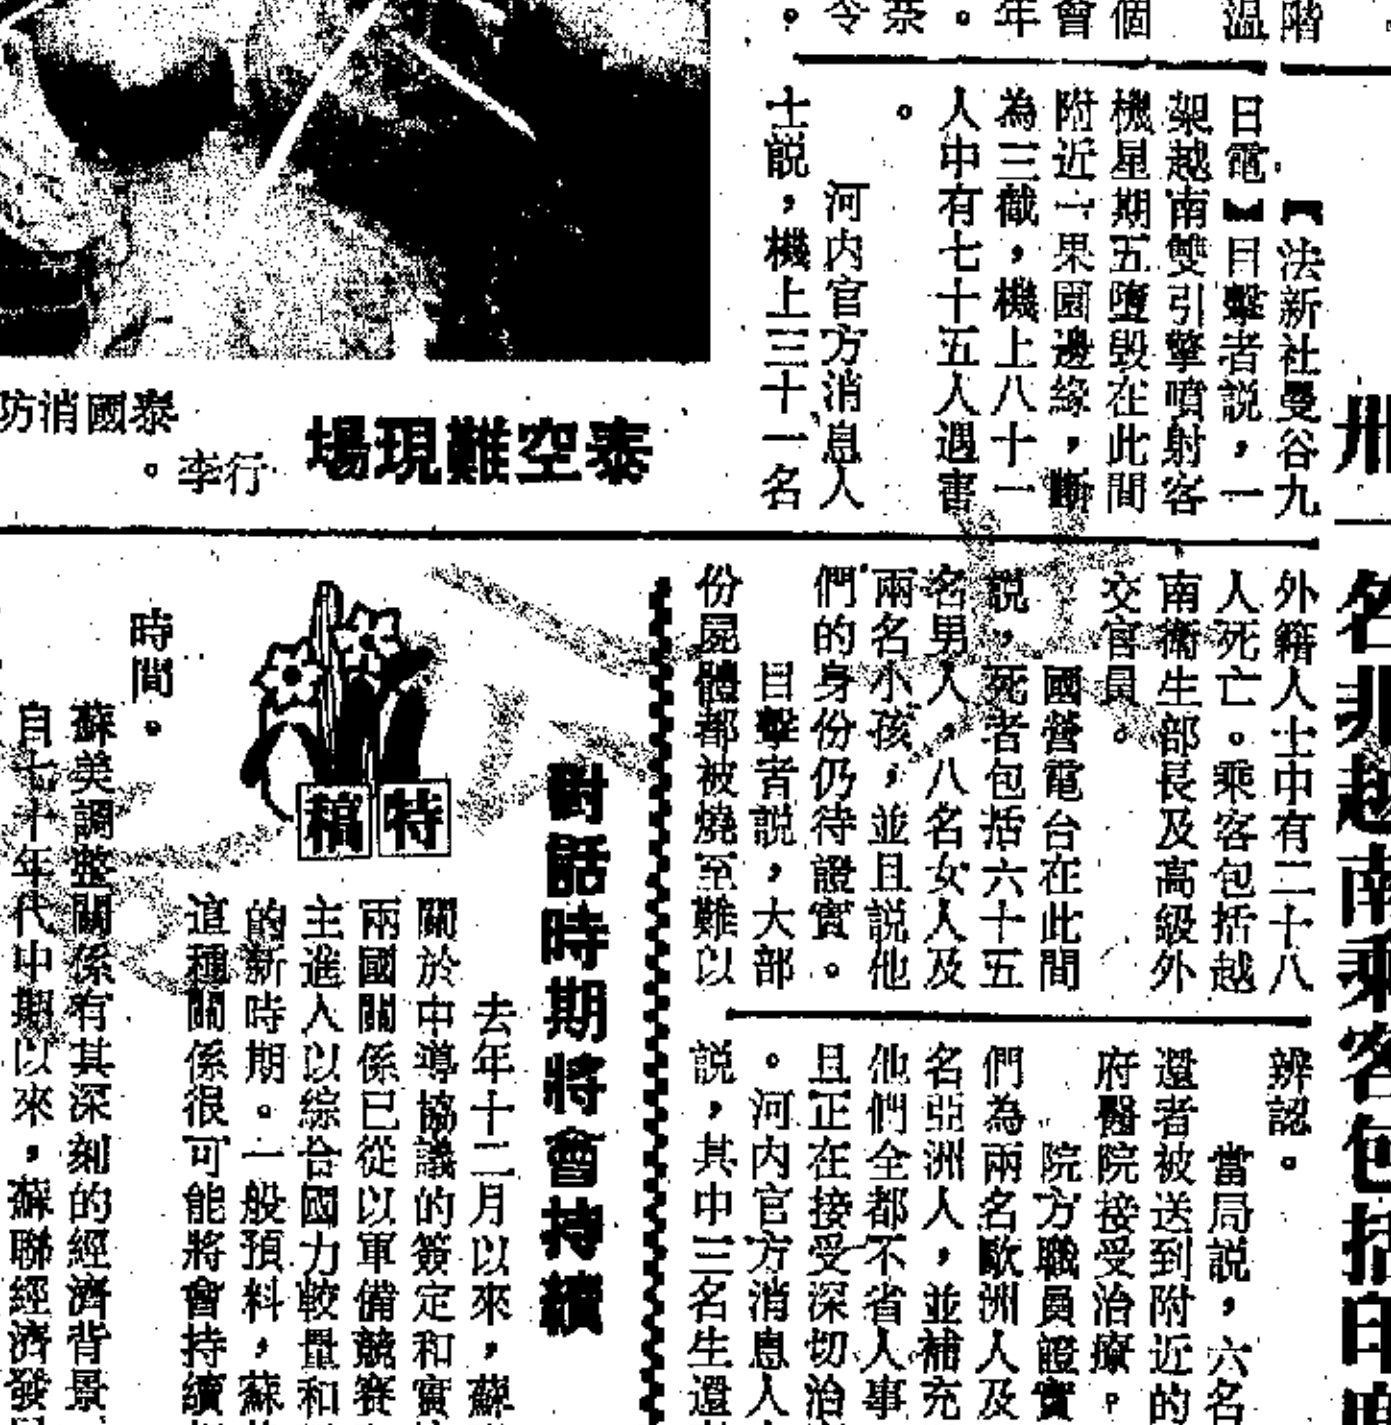 階
温
個
會
年
。
奈
令
。
【法新社曼谷九
日電】目擊者説，一
架越南雙引擎噴射客
機星期五墮毀在此間
附近一果園邊緣，斷
為三截，機上八十一
人中有七十五人遇害
。
河内官方消息人
士説，機上三十一名
外籍人士中有二十八
人死亡。乘客包括越
南衞生部長及高級外
交官員。
國營電台在此間
説，死者包括六十五
名男人，八名女人及
兩名小孩，並且説他
們的身份仍待證實。
目擊者説，大部
份屍體都被燒至難以
辨認。
當局説，六名
還者被送到附近的
府醫院接受治療。
院方職員證實
們為兩名歐洲人及
名亞洲人，並補充
他們全都不省人事
且正在接受深切治
。河内官方消息人
説，其中三名生還
名非越南乘客包括印
場現難空泰
防消國泰
。李行
特稿
對話時期將會持續
去年十二月以來，蘇
關於中導協議的簽定和實
兩國關係已從以軍備競賽
主進入以綜合國力較量和
的新時期。一般預料，蘇
這種關係很可能將會持續
時間。
蘇美調整關係有其深刻的經濟背景
自七十年代中期以來，蘇聯經濟發